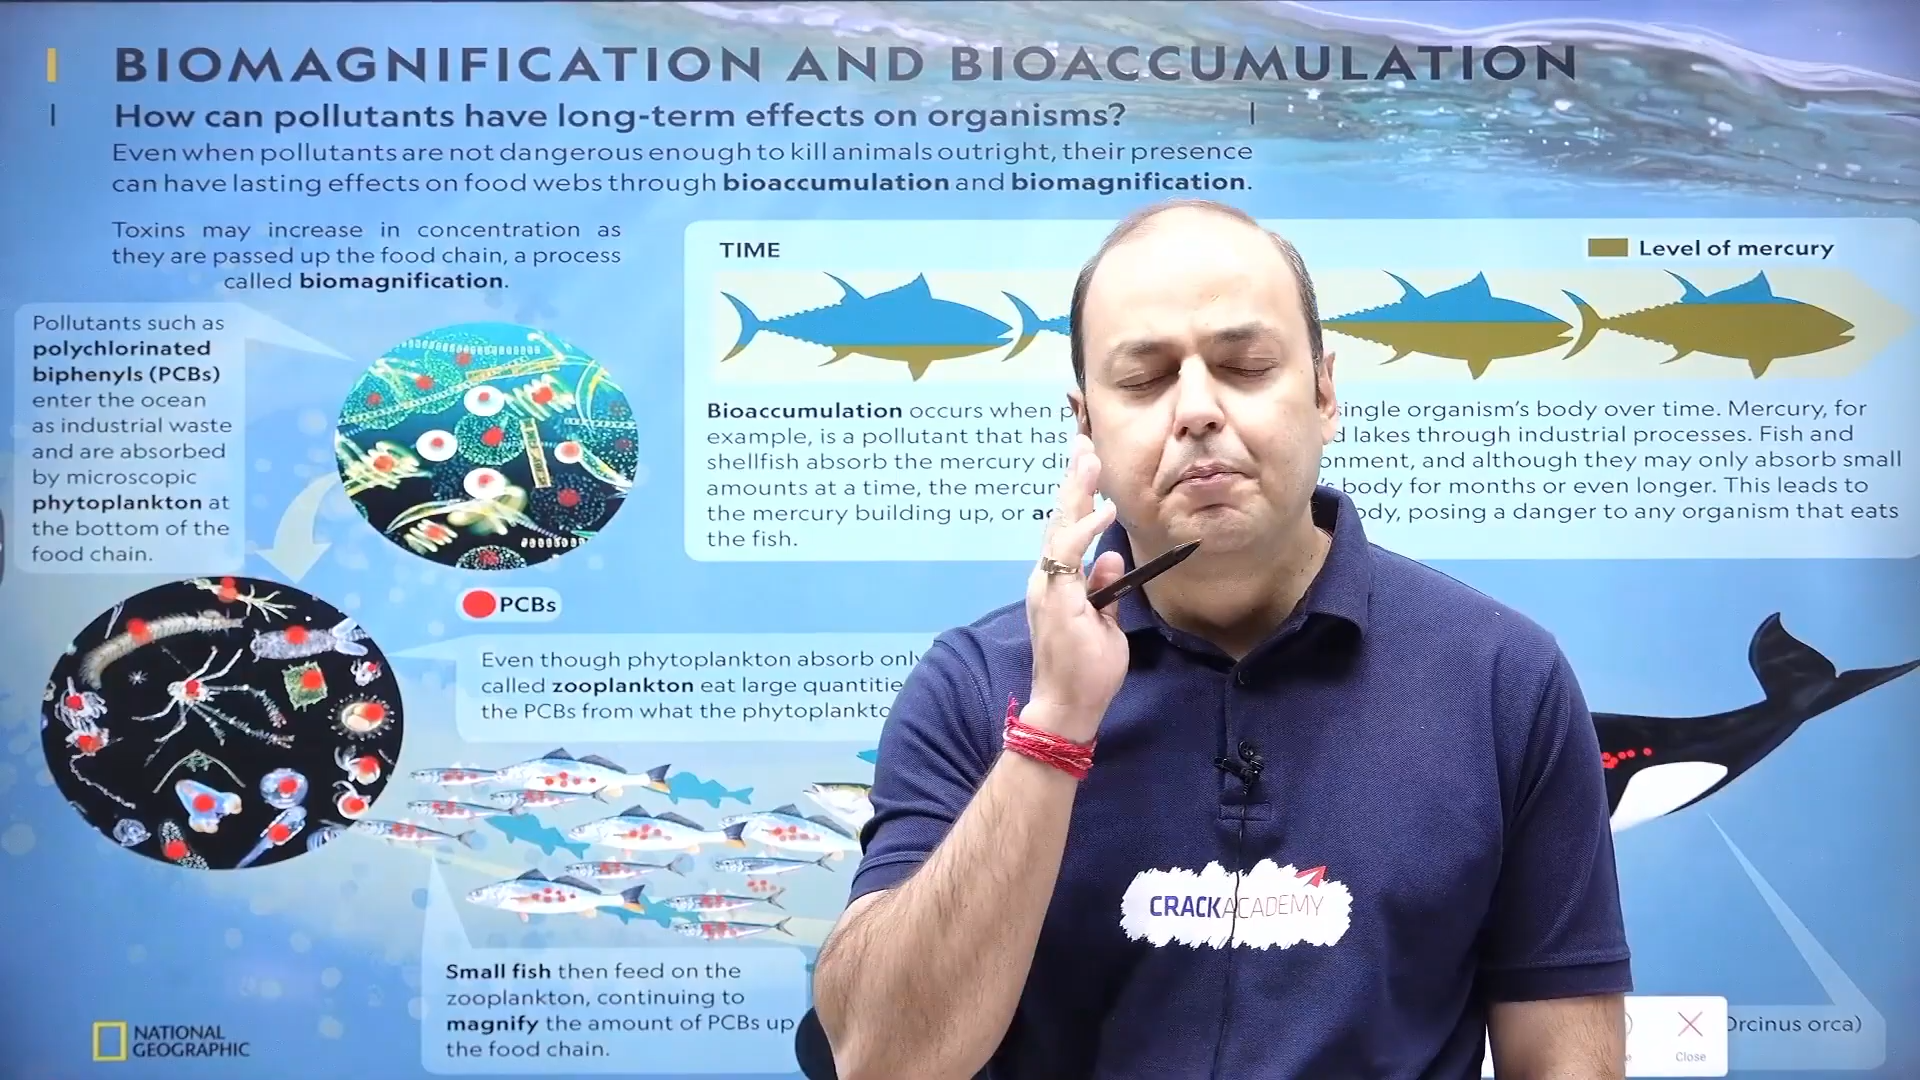 BIOMAGNIFICATION AND BIOACCUMULATION
How can pollutants have long-term effects on organisms?
Even when pollutants are not dangerous enough to kill animals outright, their presence
can have lasting effects on food webs through bioaccumulation and biomagnification.
Toxins may increase in concentration as
they are passed up the food chain, a process
called biomagnification.
Pollutants such as
polychlorinated
biphenyls (PCBs)
enter the ocean
as industrial waste
and are absorbed
by microscopic
phytoplankton at
the bottom of the
food chain.
TIME
Level of mercury
Bioaccumulation occurs when single organism's body over time. Mercury, for
example, is a pollutant that has lakes through industrial processes. Fish and
shellfish absorb the mercury and although they may only absorb small
amounts at a time, the mercury body for months or even longer. This leads to
the mercury building up, or posing a danger to any organism that eats
the fish.
PCBs
Even though phytoplankton absorb only
called zooplankton eat large
the PCBs from what the
Small fish then feed on the
zooplankton, continuing to
magnify the amount of PCBs up
the food chain.
NATIONAL
GEOGRAPHIC
CRACKACADEMY
Orcinus orca)
Close